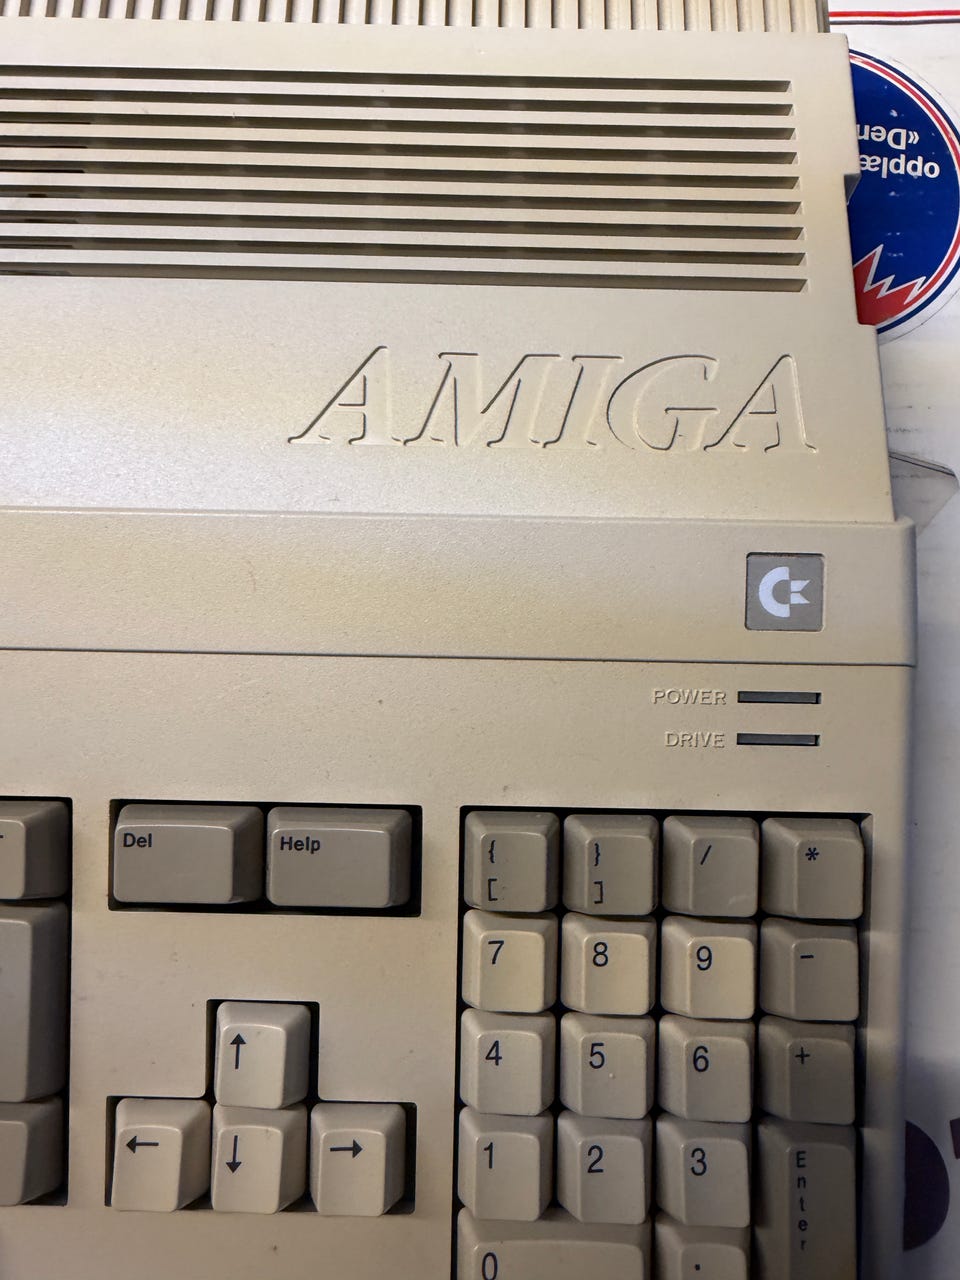 opplæ
«Den
AMIGA
POWER
DRIVE
Del
Help
{ } / *
[ ]
7 8 9 -
4 5 6 +
1 2 3 Enter
0 .
↑
← ↓ →